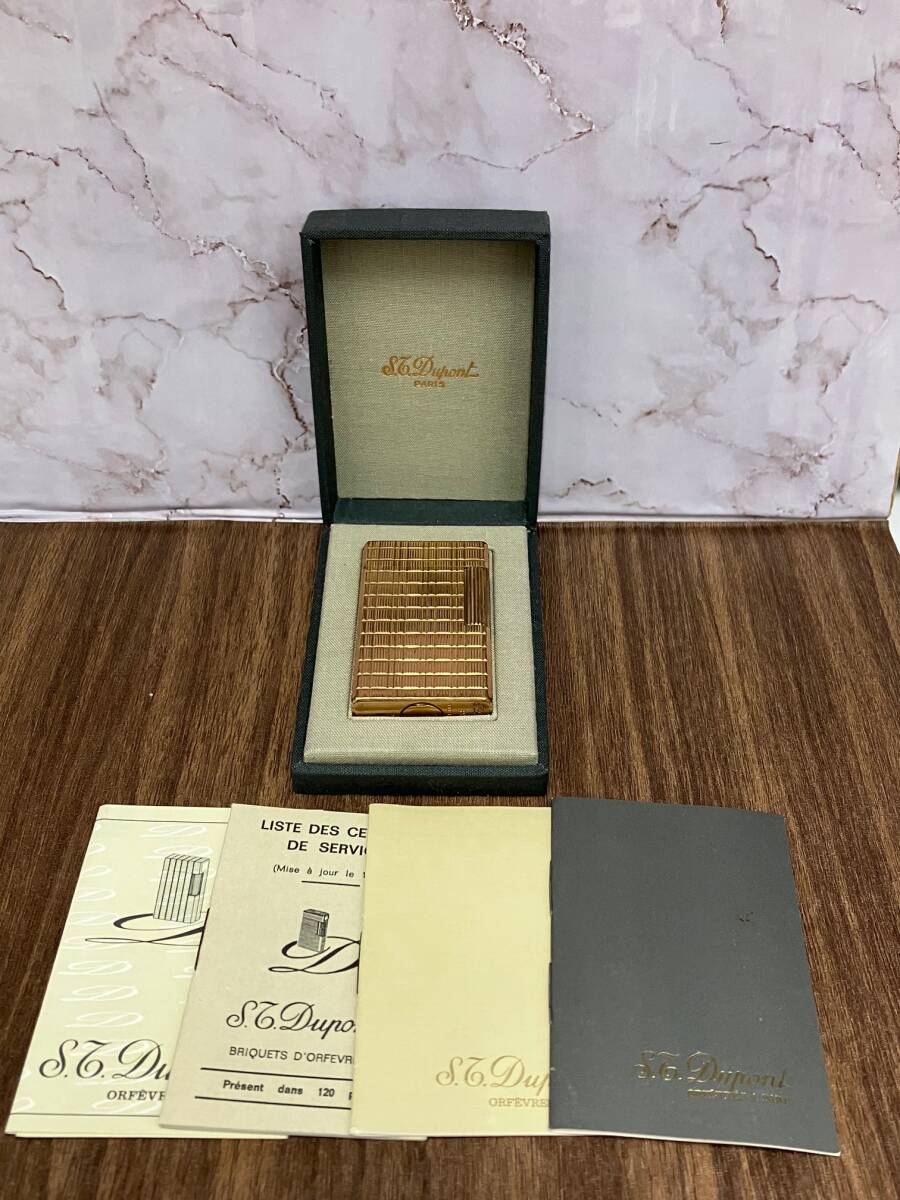 S.T. Dupont
PARIS
S.T. Du
ORFÈVRE
LISTE DES CE
DE SERVIC
(Mise à jour le 1
S.T. Dupo
BRIQUETS D'ORFEVR
Présent dans 120 p
S.T. Dup
ORFÈVRE
S.T. Dupont